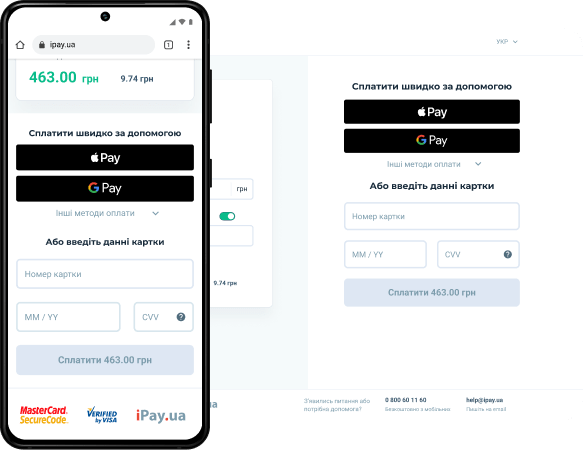 ipay.ua
1
463.00 грн
9.74 грн
Сплатити швидко за допомогою
Pay
G Pay
Інші методи оплати
Або введіть данні картки
Номер картки
MM / YY
CVV
?
Сплатити 463.00 грн
MasterCard.
SecureCode.
VERIFIED
by VISA
iPay.ua
УКР
грн
9.74 грн
Сплатити швидко за допомогою
Pay
G Pay
Інші методи оплати
Або введіть данні картки
Номер картки
MM / YY
CVV
?
Сплатити 463.00 грн
З'явились питання або
потрібна допомога?
0 800 60 11 60
Безкоштовно з мобільних
help@ipay.ua
Пишіть на email